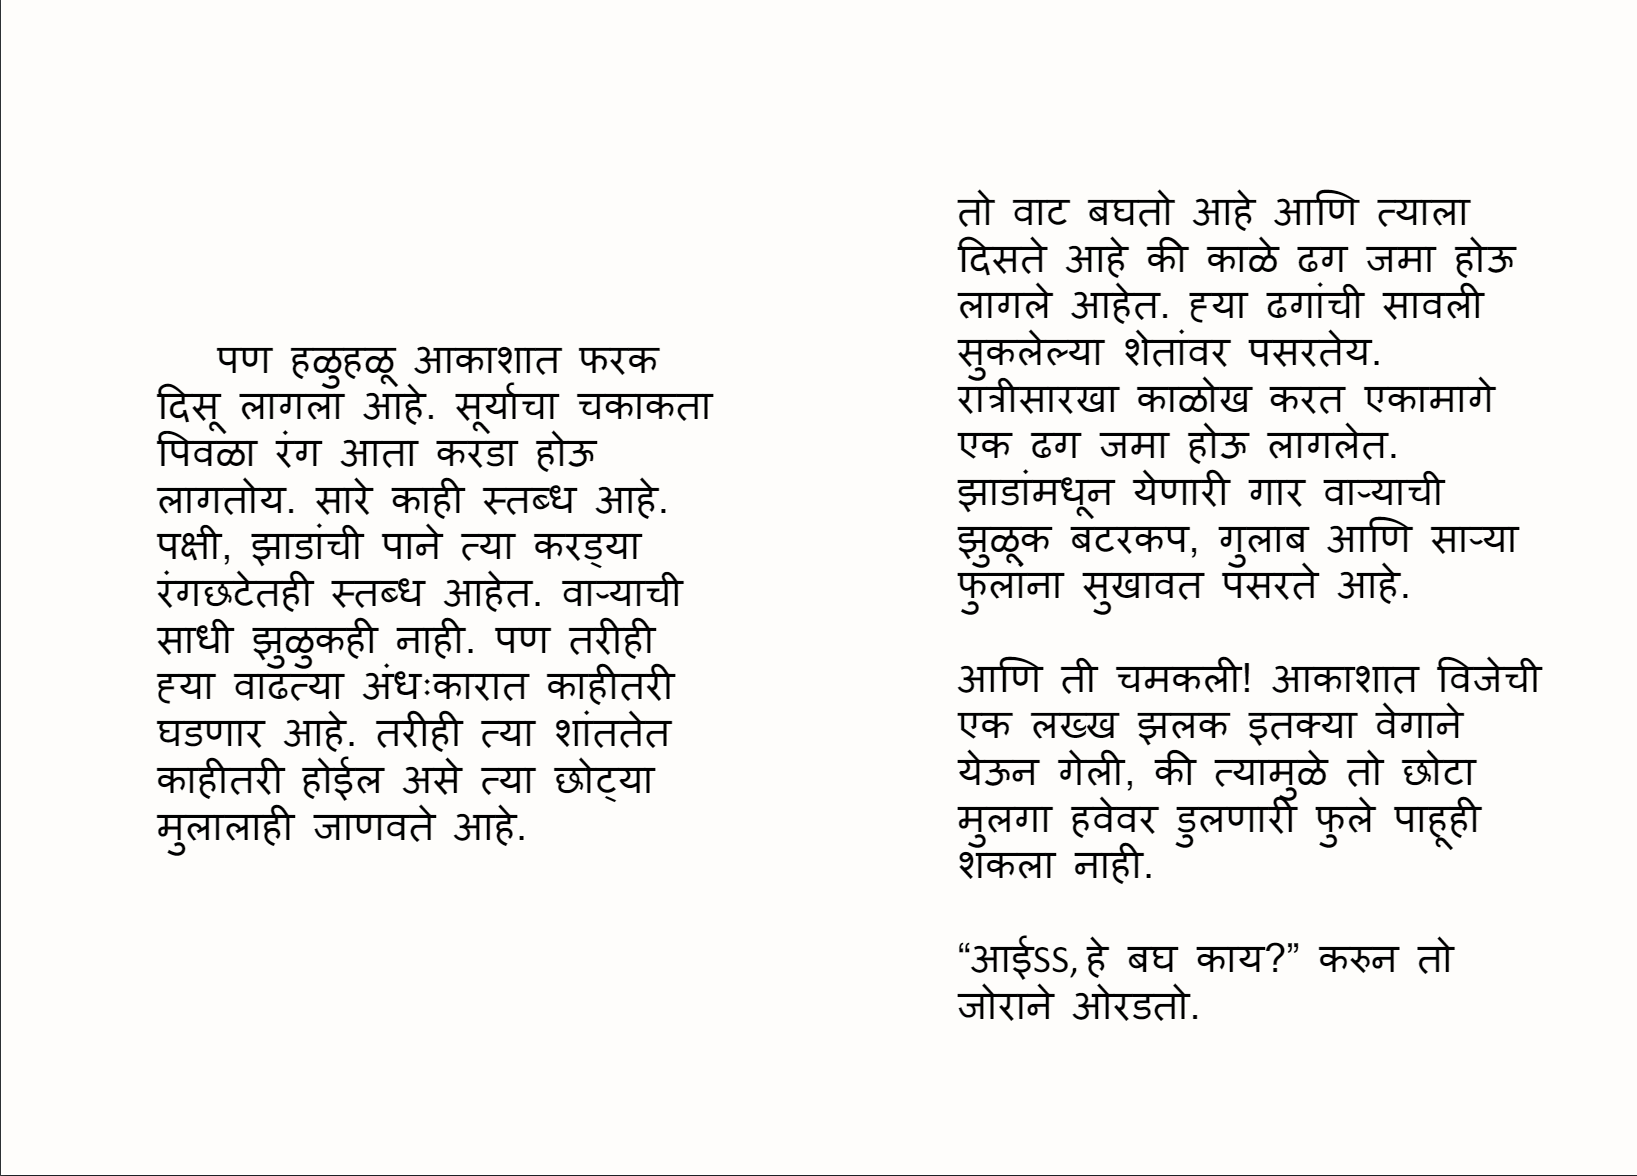 पण हळुहळू आकाशात फरक
दिसू लागला आहे. सूर्याचा चकाकता
पिवळा रंग आता करडा होऊ
लागतोय. सारे काही स्तब्ध आहे.
पक्षी, झाडांची पाने त्या करड्या
रंगछटेतही स्तब्ध आहेत. वाऱ्याची
साधी झुळुकही नाही. पण तरीही
ह्या वाढत्या अंधःकारात काहीतरी
घडणार आहे. तरीही त्या शांततेत
काहीतरी होईल असे त्या छोट्या
मुलालाही जाणवते आहे.
तो वाट बघतो आहे आणि त्याला
दिसते आहे की काळे ढग जमा होऊ
लागले आहेत. ह्या ढगांची सावली
सुकलेल्या शेतांवर पसरतेय.
रात्रीसारखा काळोख करत एकामागे
एक ढग जमा होऊ लागलेत.
झाडांमधून येणारी गार वाऱ्याची
झुळूक बटरकप, गुलाब आणि साऱ्या
फुलांना सुखावत पसरते आहे.
आणि ती चमकली! आकाशात विजेची
एक लख्ख झलक इतक्या वेगाने
येऊन गेली, की त्यामुळे तो छोटा
मुलगा हवेवर डुलणारी फुले पाहूही
शकला नाही.
“आईSS, हे बघ काय?” करुन तो
जोराने ओरडतो.